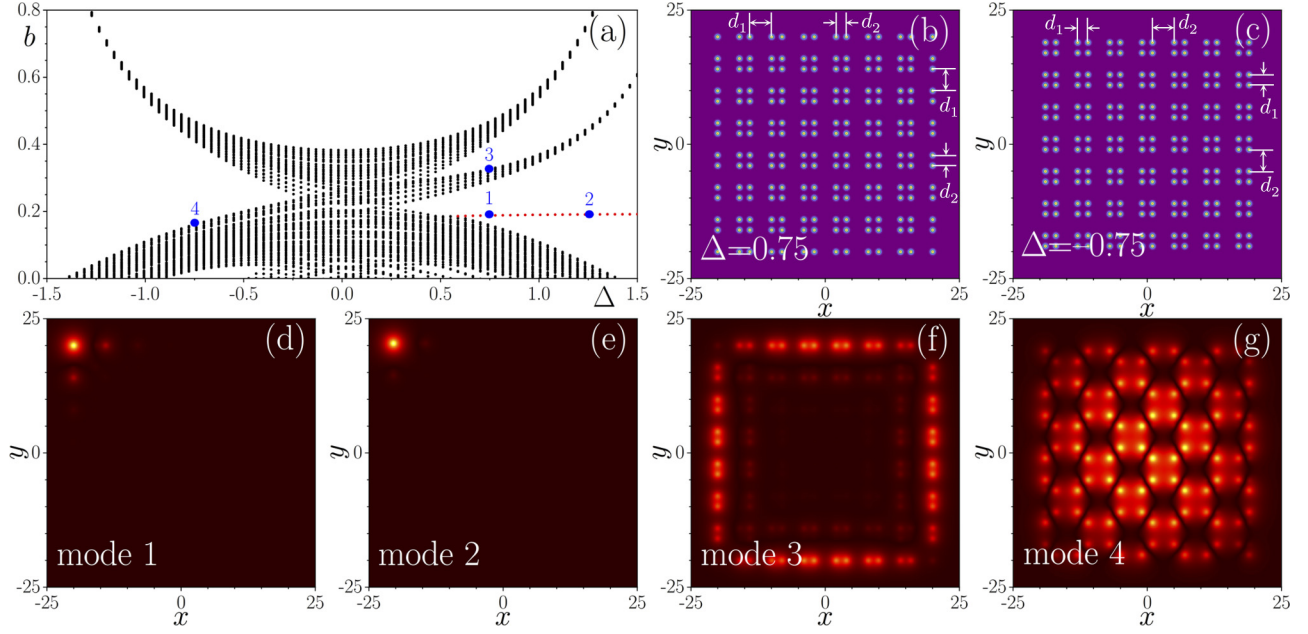 0.8
b
0.6
0.4
0.2
0.0
-1.5
-1.0
-0.5
0.0
0.5
1.0
1.5
Δ
(a)
1
2
3
4
25
y
0
-25
-25
0
25
x
(b)
d₁
d₂
d₁
d₂
Δ=0.75
25
y
0
-25
-25
0
25
x
(c)
d₁
d₂
d₁
d₂
Δ=-0.75
25
y
0
-25
-25
0
25
x
(d)
mode 1
25
y
0
-25
-25
0
25
x
(e)
mode 2
25
y
0
-25
-25
0
25
x
(f)
mode 3
25
y
0
-25
-25
0
25
x
(g)
mode 4